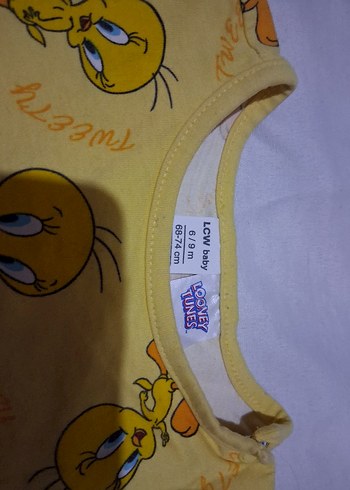 TWEETY
TWEETY
LCW baby
6 / 9 m
68-74 cm
LOONEY
TUNES